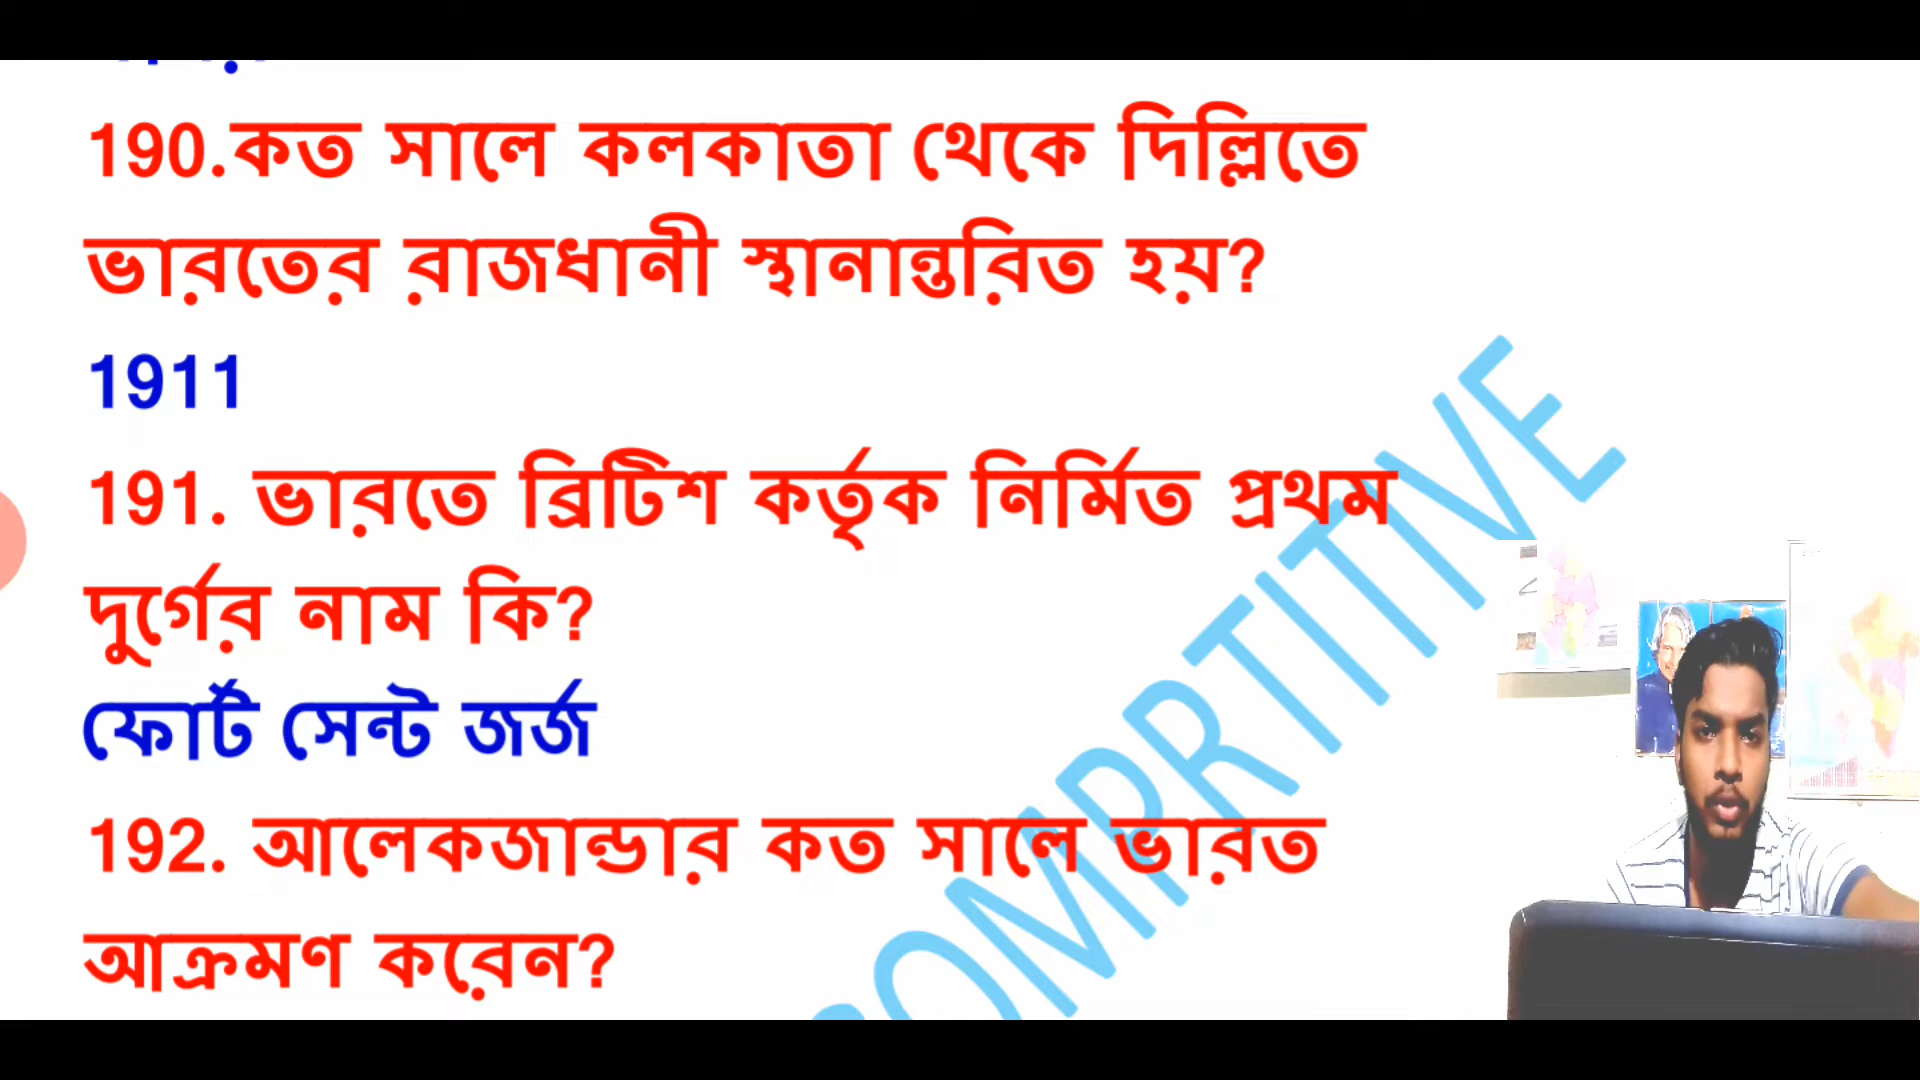 190.কত সালে কলকাতা থেকে দিল্লিতে
ভারতের রাজধানী স্থানান্তরিত হয়?
1911
191. ভারতে ব্রিটিশ কর্তৃক নির্মিত প্রথম
দুর্গের নাম কি?
ফোর্ট সেন্ট জর্জ
192. আলেকজান্ডার কত সালে ভারত
আক্রমণ করেন?
OMPRTITIVE